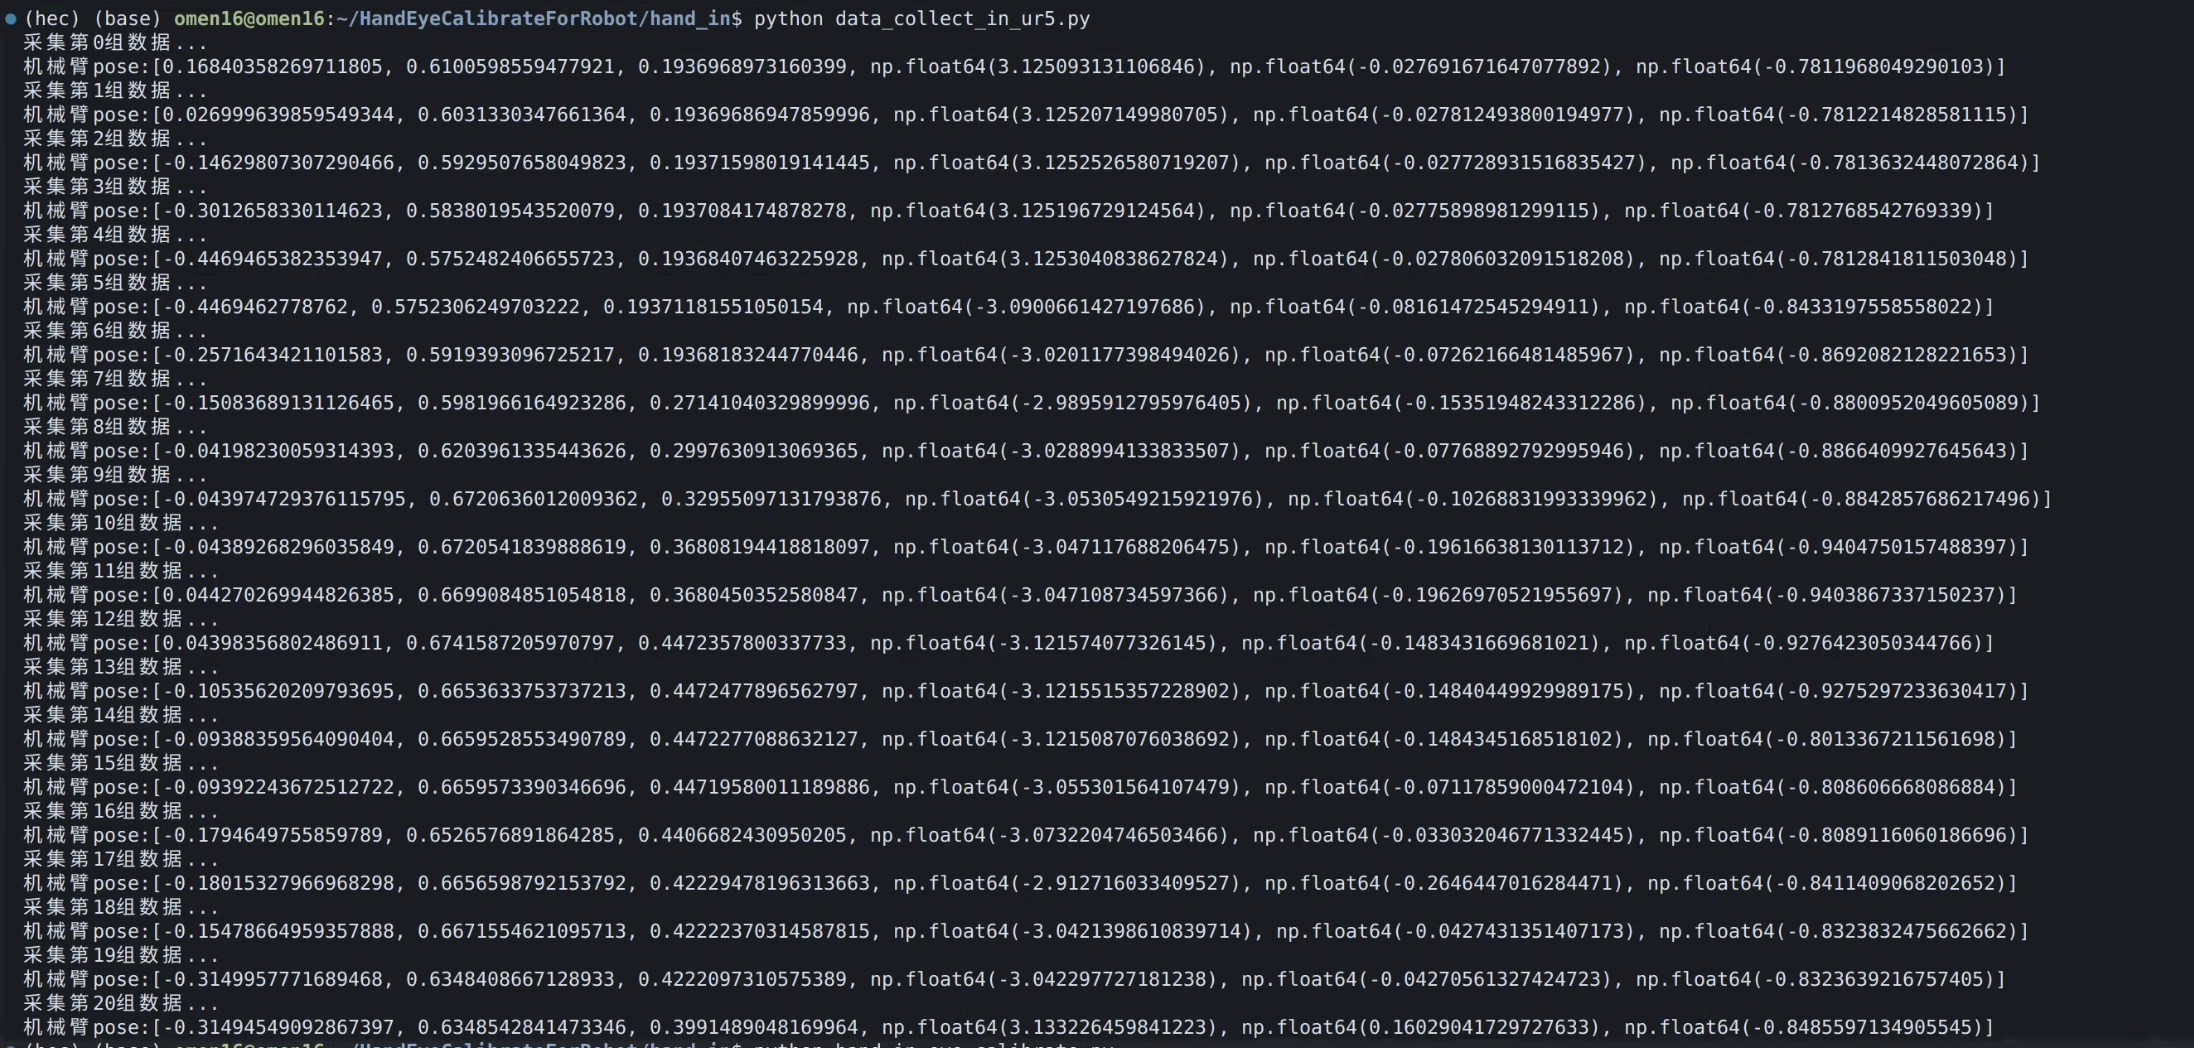 (hec) (base) omen16@omen16:~/HandEyeCalibrateForRobot/hand_in$ python data_collect_in_ur5.py
采集第0组数据...
机械臂pose:[0.16840358269711805, 0.6100598559477921, 0.1936968973160399, np.float64(3.125093131106846), np.float64(-0.027691671647077892), np.float64(-0.7811968049290103)]
采集第1组数据...
机械臂pose:[0.026999639859549344, 0.6031330347661364, 0.19369686947859996, np.float64(3.125207149980705), np.float64(-0.027812493800194977), np.float64(-0.7812214828581115)]
采集第2组数据...
机械臂pose:[-0.14629807307290466, 0.5929507658049823, 0.19371598019141445, np.float64(3.1252526580719207), np.float64(-0.027728931516835427), np.float64(-0.7813632448072864)]
采集第3组数据...
机械臂pose:[-0.3012658330114623, 0.5838019543520079, 0.1937084174878278, np.float64(3.125196729124564), np.float64(-0.02775898981299115), np.float64(-0.7812768542769339)]
采集第4组数据...
机械臂pose:[-0.4469465382353947, 0.5752482406655723, 0.19368407463225928, np.float64(3.1253040838627824), np.float64(-0.027806032091518208), np.float64(-0.7812841811503048)]
采集第5组数据...
机械臂pose:[-0.4469462778762, 0.5752306249703222, 0.19371181551050154, np.float64(-3.0900661427197686), np.float64(-0.08161472545294911), np.float64(-0.8433197558558022)]
采集第6组数据...
机械臂pose:[-0.2571643421101583, 0.5919393096725217, 0.19368183244770446, np.float64(-3.0201177398494026), np.float64(-0.07262166481485967), np.float64(-0.8692082128221653)]
采集第7组数据...
机械臂pose:[-0.15083689131126465, 0.5981966164923286, 0.27141040329899996, np.float64(-2.9895912795976405), np.float64(-0.15351948243312286), np.float64(-0.8800952049605089)]
采集第8组数据...
机械臂pose:[-0.04198230059314393, 0.6203961335443626, 0.2997630913069365, np.float64(-3.0288994133833507), np.float64(-0.07768892792995946), np.float64(-0.8866409927645643)]
采集第9组数据...
机械臂pose:[-0.043974729376115795, 0.6720636012009362, 0.32955097131793876, np.float64(-3.0530549215921976), np.float64(-0.10268831993339962), np.float64(-0.8842857686217496)]
采集第10组数据...
机械臂pose:[-0.04389268296035849, 0.6720541839888619, 0.36808194418818097, np.float64(-3.047117688206475), np.float64(-0.19616638130113712), np.float64(-0.9404750157488397)]
采集第11组数据...
机械臂pose:[0.044270269944826385, 0.6699084851054818, 0.3680450352580847, np.float64(-3.047108734597366), np.float64(-0.19626970521955697), np.float64(-0.9403867337150237)]
采集第12组数据...
机械臂pose:[0.04398356802486911, 0.6741587205970797, 0.4472357800337733, np.float64(-3.121574077326145), np.float64(-0.1483431669681021), np.float64(-0.9276423050344766)]
采集第13组数据...
机械臂pose:[-0.10535620209793695, 0.6653633753737213, 0.4472477896562797, np.float64(-3.1215515357228902), np.float64(-0.14840449929989175), np.float64(-0.9275297233630417)]
采集第14组数据...
机械臂pose:[-0.09388359564090404, 0.6659528553490789, 0.4472277088632127, np.float64(-3.1215087076038692), np.float64(-0.1484345168518102), np.float64(-0.8013367211561698)]
采集第15组数据...
机械臂pose:[-0.09392243672512722, 0.6659573390346696, 0.44719580011189886, np.float64(-3.055301564107479), np.float64(-0.07117859000472104), np.float64(-0.808606668086884)]
采集第16组数据...
机械臂pose:[-0.1794649755859789, 0.6526576891864285, 0.4406682430950205, np.float64(-3.0732204746503466), np.float64(-0.033032046771332445), np.float64(-0.8089116060186696)]
采集第17组数据...
机械臂pose:[-0.18015327966968298, 0.6656598792153792, 0.42229478196313663, np.float64(-2.912716033409527), np.float64(-0.2646447016284471), np.float64(-0.8411409068202652)]
采集第18组数据...
机械臂pose:[-0.15478664959357888, 0.6671554621095713, 0.42222370314587815, np.float64(-3.0421398610839714), np.float64(-0.0427431351407173), np.float64(-0.8323832475662662)]
采集第19组数据...
机械臂pose:[-0.3149957771689468, 0.6348408667128933, 0.4222097310575389, np.float64(-3.042297727181238), np.float64(-0.04270561327424723), np.float64(-0.8323639216757405)]
采集第20组数据...
机械臂pose:[-0.31494549092867397, 0.6348542841473346, 0.3991489048169964, np.float64(3.133226459841223), np.float64(0.16029041729727633), np.float64(-0.8485597134905545)]
(hec) (base) omen16@omen16:~/HandEyeCalibrateForRobot/hand_in$ python hand_in_eye_calibrate.py